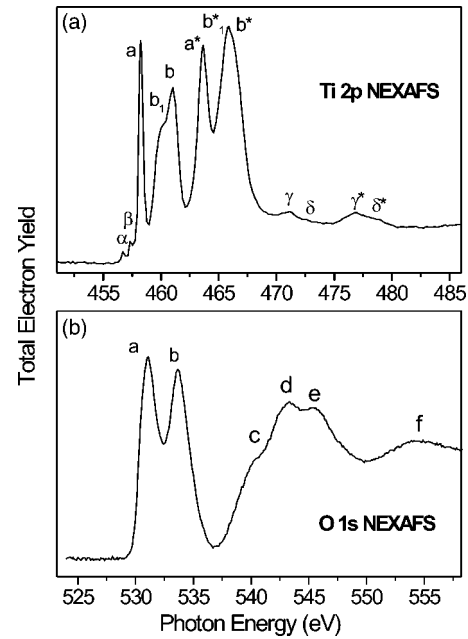 (a)
a
b₁
b
a*
b*₁
b*
Ti 2p NEXAFS
α
β
γ
δ
γ*
δ*
455 460 465 470 475 480 485
Total Electron Yield
(b)
a
b
c
d
e
f
O 1s NEXAFS
525 530 535 540 545 550 555
Photon Energy (eV)